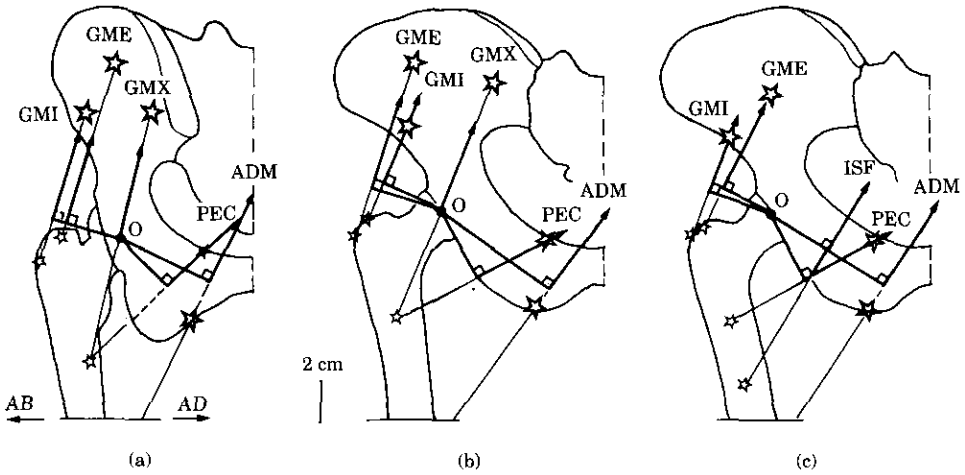 GME
GMX
GMI
ADM
PEC
O
AB
AD
(a)
GME
GMX
GMI
ADM
O
PEC
2 cm
(b)
GME
GMI
ISF
ADM
O
PEC
(c)